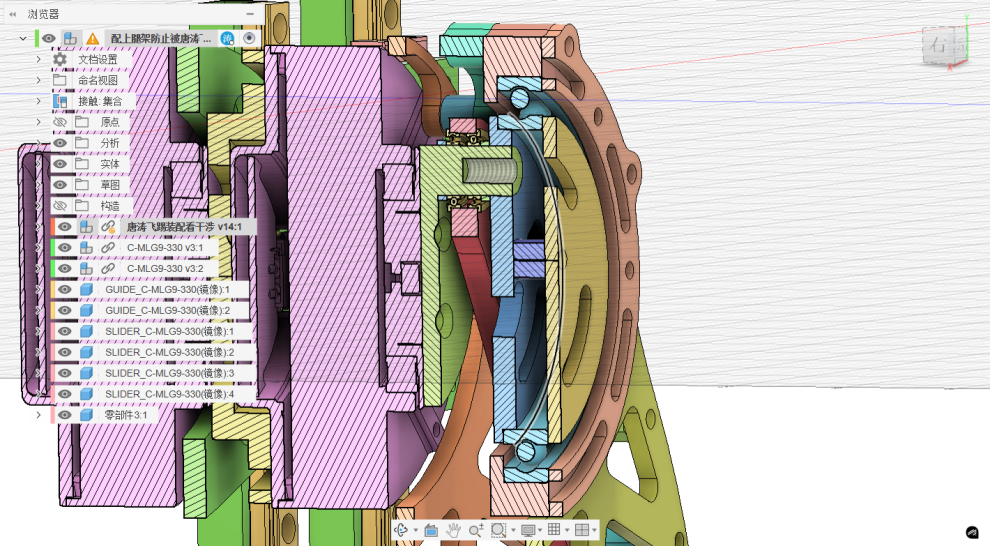 浏览器
配上腿架防止被唐涛"...
文档设置
命名视图
接触: 集合
原点
分析
实体
草图
构造
唐涛飞踢装配看干涉 v14:1
C-MLG9-330 v3:1
C-MLG9-330 v3:2
GUIDE_C-MLG9-330(镜像):1
GUIDE_C-MLG9-330(镜像):2
SLIDER_C-MLG9-330(镜像):1
SLIDER_C-MLG9-330(镜像):2
SLIDER_C-MLG9-330(镜像):3
SLIDER_C-MLG9-330(镜像):4
零部件3:1
右